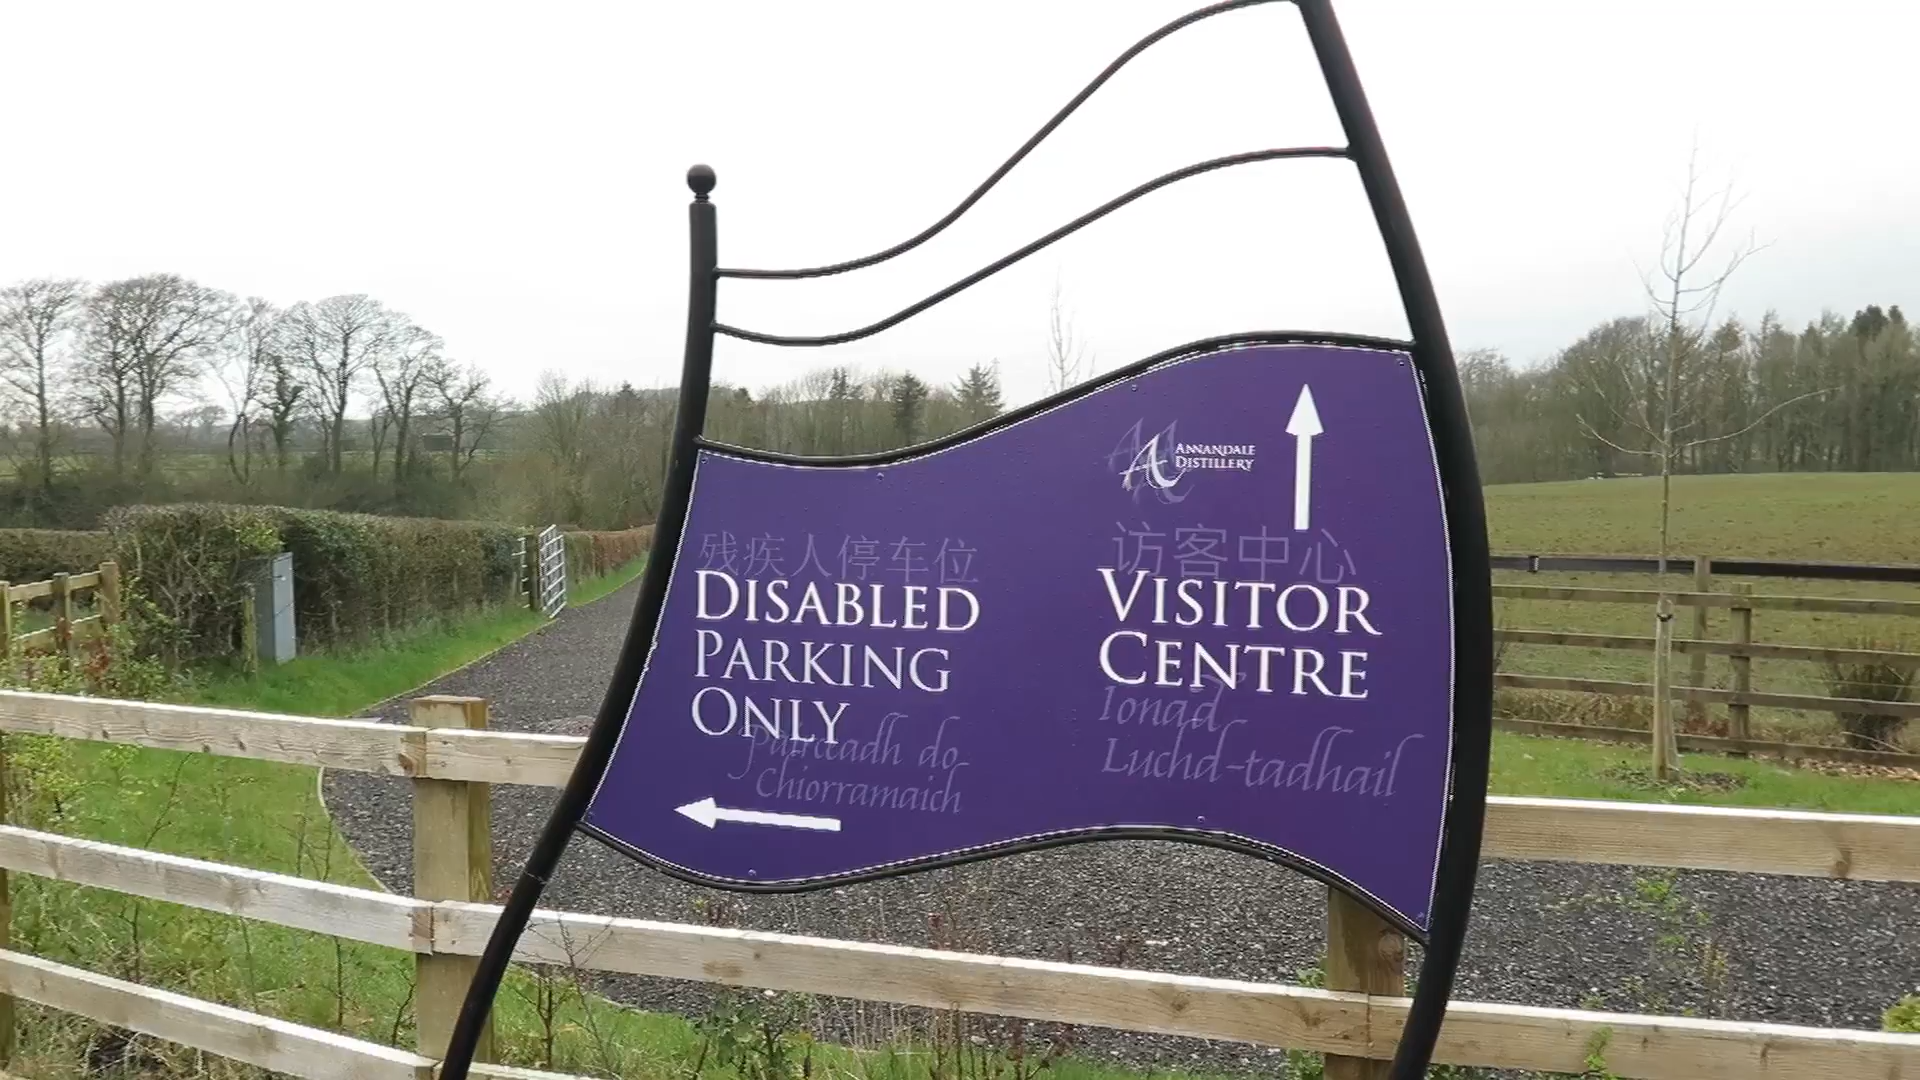 ANNANDALE
DISTILLERY
残疾人停车位
DISABLED
PARKING
ONLY
Pàirceadh do
Chiorramaich
访客中心
VISITOR
CENTRE
Ionad
Luchd-tadhail